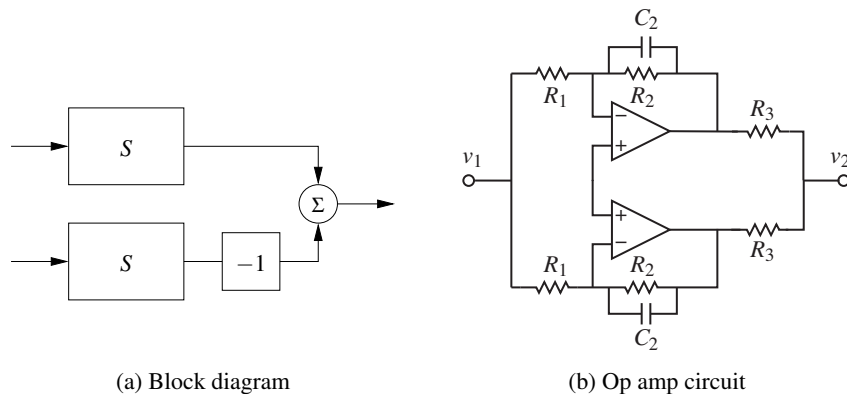 S
S
−1
Σ
(a) Block diagram
C2
R1
R2
R3
−
+
v1
v2
+
−
R3
R1
R2
C2
(b) Op amp circuit